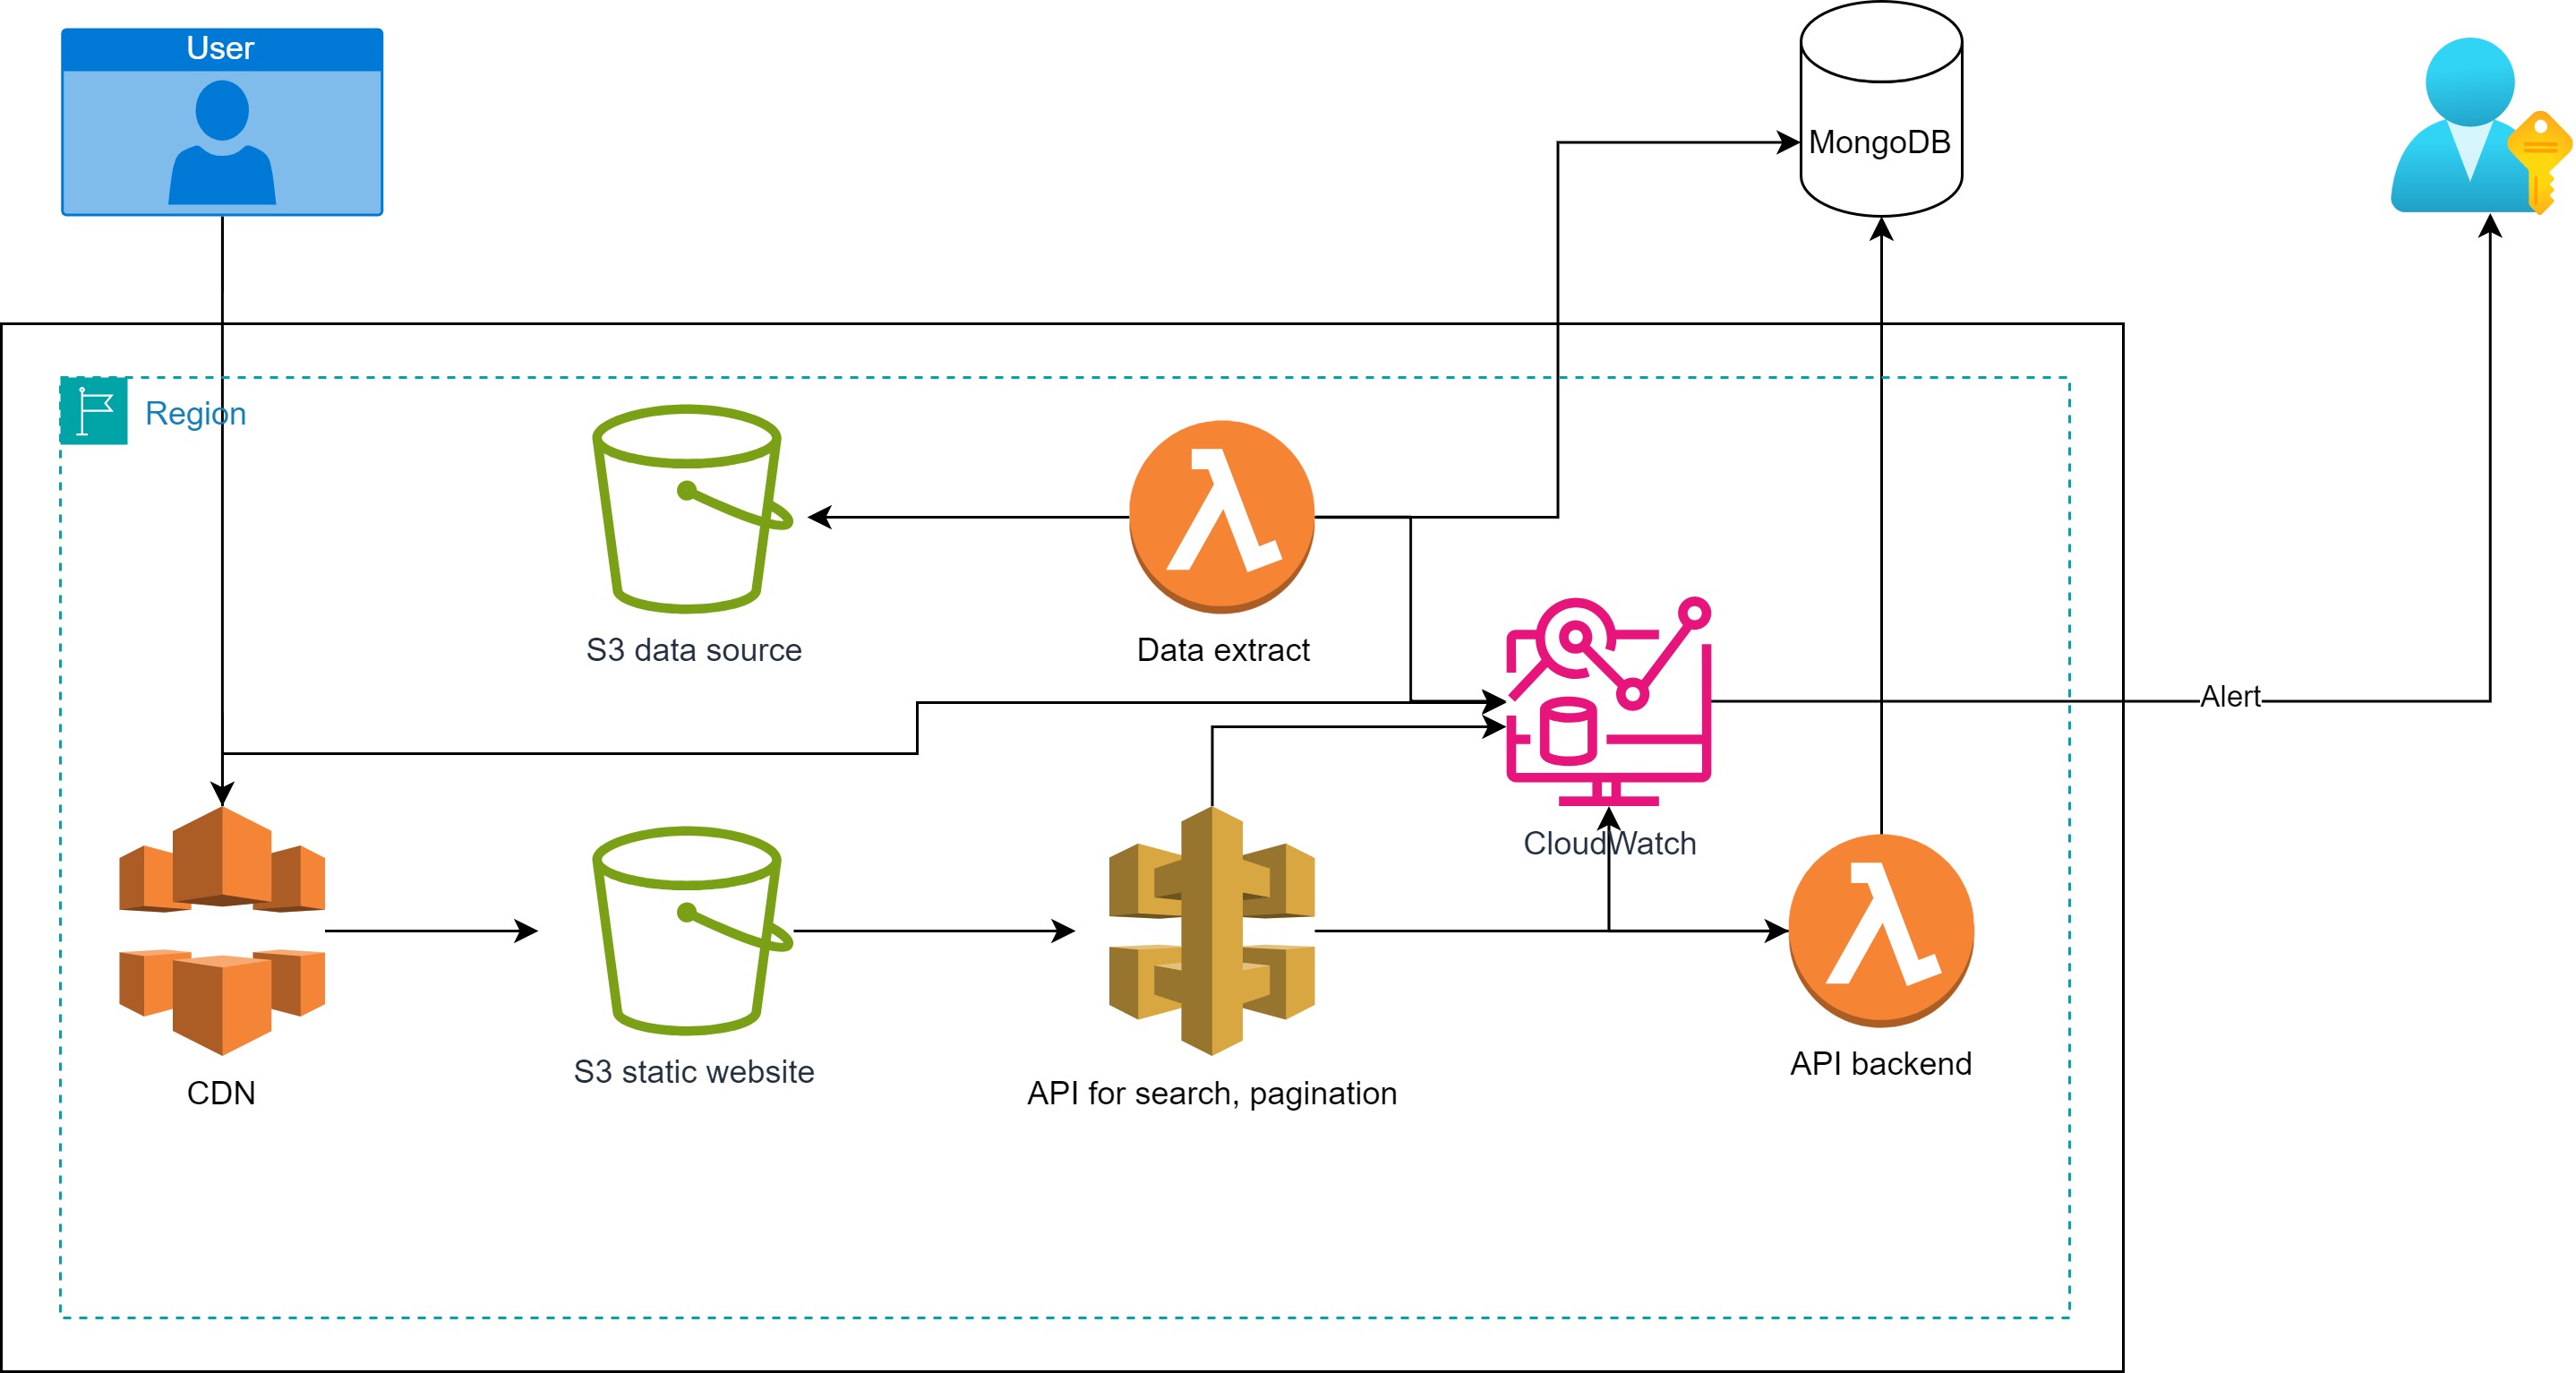 User
MongoDB
Region
S3 data source
Data extract
Alert
CloudWatch
S3 static website
API backend
CDN
API for search, pagination